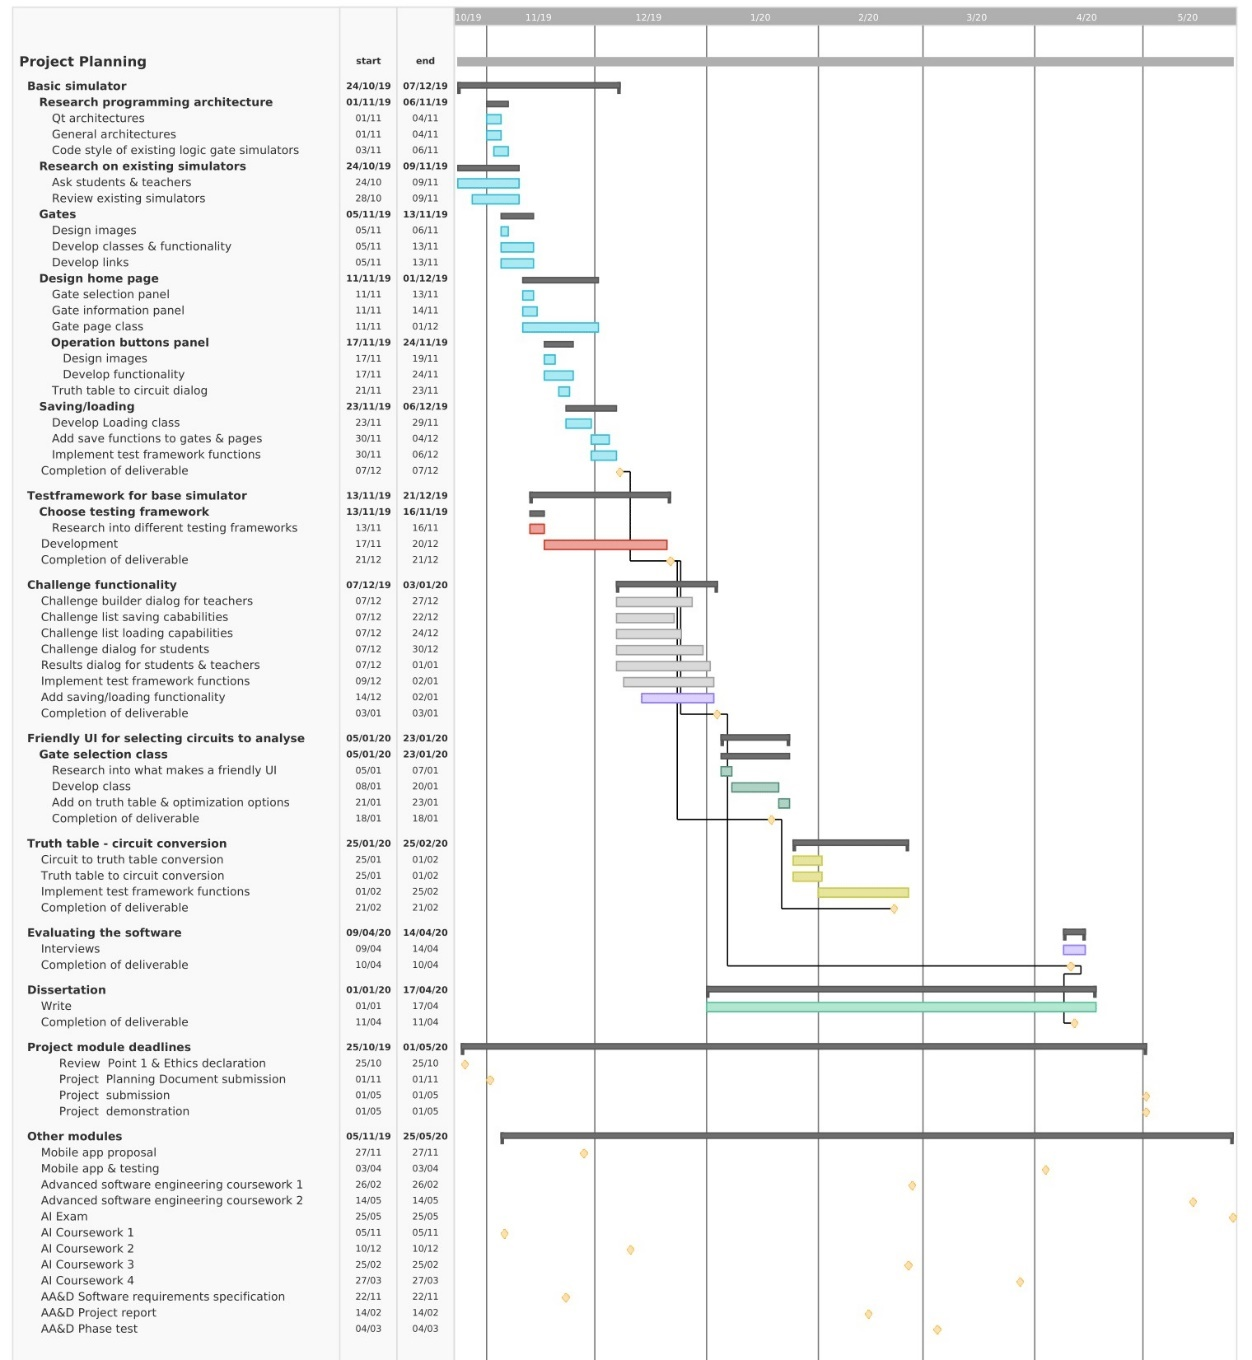 10/19 11/19 12/19 1/20 2/20 3/20 4/20 5/20
Project Planning start end
Basic simulator 24/10/19 07/12/19
Research programming architecture 01/11/19 06/11/19
Qt architectures 01/11 04/11
General architectures 01/11 04/11
Code style of existing logic gate simulators 03/11 06/11
Research on existing simulators 24/10/19 09/11/19
Ask students & teachers 24/10 09/11
Review existing simulators 28/10 09/11
Gates 05/11/19 13/11/19
Design images 05/11 06/11
Develop classes & functionality 05/11 13/11
Develop links 05/11 13/11
Design home page 11/11/19 01/12/19
Gate selection panel 11/11 13/11
Gate information panel 11/11 14/11
Gate page class 11/11 01/12
Operation buttons panel 17/11/19 24/11/19
Design images 17/11 19/11
Develop functionality 17/11 24/11
Truth table to circuit dialog 21/11 23/11
Saving/loading 23/11/19 06/12/19
Develop Loading class 23/11 29/11
Add save functions to gates & pages 30/11 04/12
Implement test framework functions 30/11 06/12
Completion of deliverable 07/12 07/12
Testframework for base simulator 13/11/19 21/12/19
Choose testing framework 13/11/19 16/11/19
Research into different testing frameworks 13/11 16/11
Development 17/11 20/12
Completion of deliverable 21/12 21/12
Challenge functionality 07/12/19 03/01/20
Challenge builder dialog for teachers 07/12 27/12
Challenge list saving cababilities 07/12 22/12
Challenge list loading capabilities 07/12 24/12
Challenge dialog for students 07/12 30/12
Results dialog for students & teachers 07/12 01/01
Implement test framework functions 09/12 02/01
Add saving/loading functionality 14/12 02/01
Completion of deliverable 03/01 03/01
Friendly UI for selecting circuits to analyse 05/01/20 23/01/20
Gate selection class 05/01/20 23/01/20
Research into what makes a friendly UI 05/01 07/01
Develop class 08/01 20/01
Add on truth table & optimization options 21/01 23/01
Completion of deliverable 18/01 18/01
Truth table - circuit conversion 25/01/20 25/02/20
Circuit to truth table conversion 25/01 01/02
Truth table to circuit conversion 25/01 01/02
Implement test framework functions 01/02 25/02
Completion of deliverable 21/02 21/02
Evaluating the software 09/04/20 14/04/20
Interviews 09/04 14/04
Completion of deliverable 10/04 10/04
Dissertation 01/01/20 17/04/20
Write 01/01 17/04
Completion of deliverable 11/04 11/04
Project module deadlines 25/10/19 01/05/20
Review Point 1 & Ethics declaration 25/10 25/10
Project Planning Document submission 01/11 01/11
Project submission 01/05 01/05
Project demonstration 01/05 01/05
Other modules 05/11/19 25/05/20
Mobile app proposal 27/11 27/11
Mobile app & testing 03/04 03/04
Advanced software engineering coursework 1 26/02 26/02
Advanced software engineering coursework 2 14/05 14/05
AI Exam 25/05 25/05
AI Coursework 1 05/11 05/11
AI Coursework 2 10/12 10/12
AI Coursework 3 25/02 25/02
AI Coursework 4 27/03 27/03
AA&D Software requirements specification 22/11 22/11
AA&D Project report 14/02 14/02
AA&D Phase test 04/03 04/03